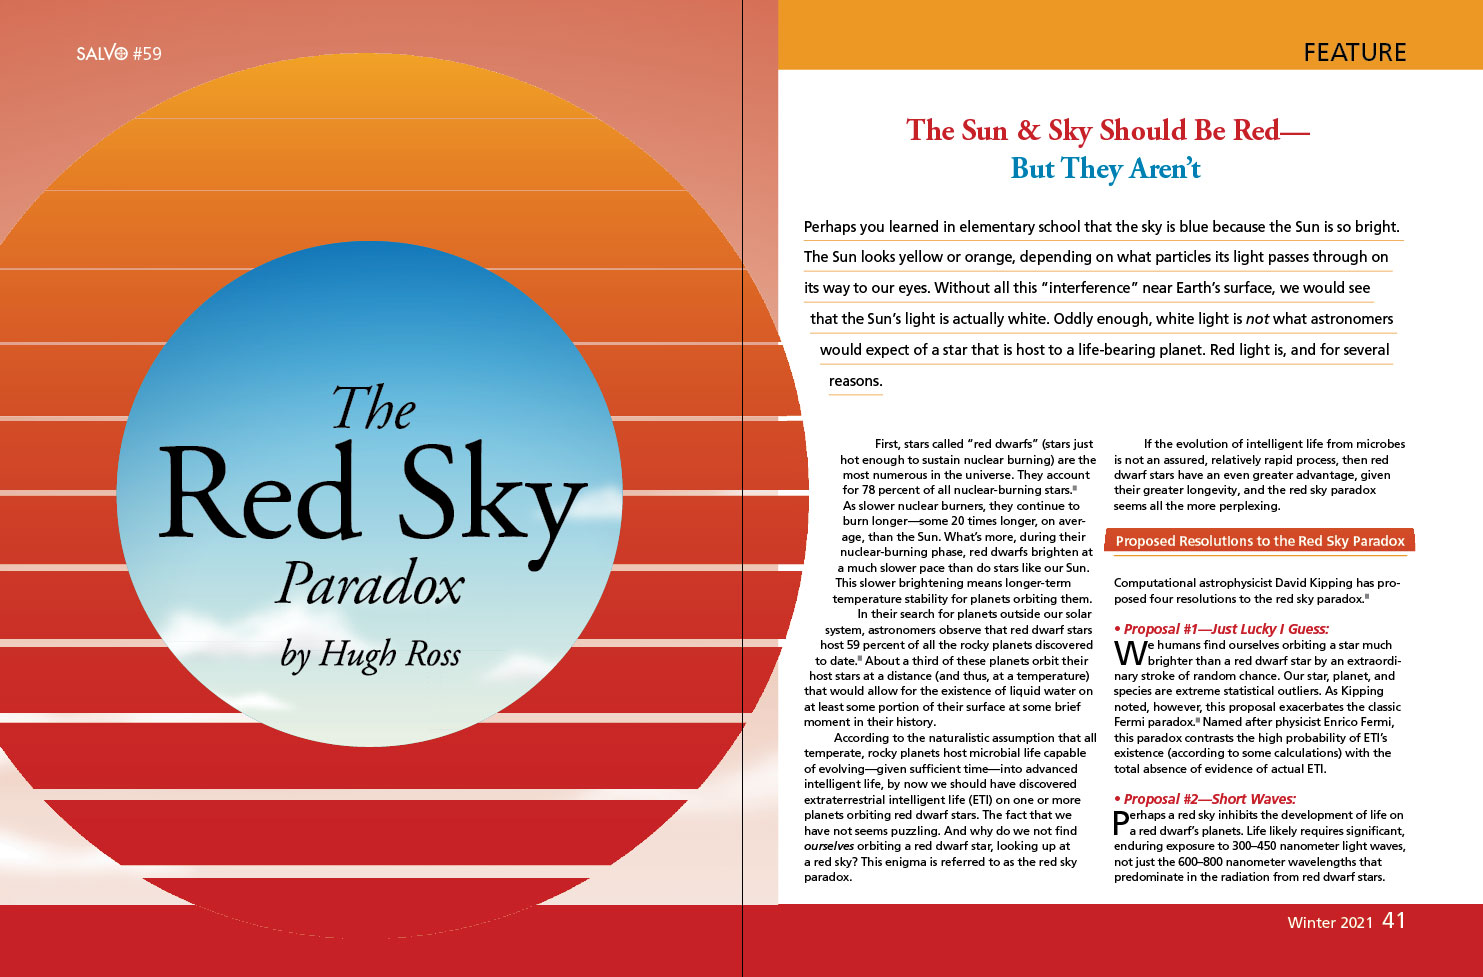 SALVO #59
The
Red Sky
Paradox
by Hugh Ross
FEATURE
The Sun & Sky Should Be Red—
But They Aren’t
Perhaps you learned in elementary school that the sky is blue because the Sun is so bright.
The Sun looks yellow or orange, depending on what particles its light passes through on
its way to our eyes. Without all this “interference” near Earth’s surface, we would see
that the Sun’s light is actually white. Oddly enough, white light is not what astronomers
would expect of a star that is host to a life-bearing planet. Red light is, and for several
reasons.
First, stars called “red dwarfs” (stars just
hot enough to sustain nuclear burning) are the
most numerous in the universe. They account
for 78 percent of all nuclear-burning stars.
As slower nuclear burners, they continue to
burn longer—some 20 times longer, on aver-
age, than the Sun. What’s more, during their
nuclear-burning phase, red dwarfs brighten at
a much slower pace than do stars like our Sun.
This slower brightening means longer-term
temperature stability for planets orbiting them.
In their search for planets outside our solar
system, astronomers observe that red dwarf stars
host 59 percent of all the rocky planets discovered
to date. About a third of these planets orbit their
host stars at a distance (and thus, at a temperature)
that would allow for the existence of liquid water on
at least some portion of their surface at some brief
moment in their history.
According to the naturalistic assumption that all
temperate, rocky planets host microbial life capable
of evolving—given sufficient time—into advanced
intelligent life, by now we should have discovered
extraterrestrial intelligent life (ETI) on one or more
planets orbiting red dwarf stars. The fact that we
have not seems puzzling. And why do we not find
ourselves orbiting a red dwarf star, looking up at
a red sky? This enigma is referred to as the red sky
paradox.
If the evolution of intelligent life from microbes
is not an assured, relatively rapid process, then red
dwarf stars have an even greater advantage, given
their greater longevity, and the red sky paradox
seems all the more perplexing.
Proposed Resolutions to the Red Sky Paradox
Computational astrophysicist David Kipping has pro-
posed four resolutions to the red sky paradox.
• Proposal #1—Just Lucky I Guess:
We humans find ourselves orbiting a star much
brighter than a red dwarf star by an extraordi-
nary stroke of random chance. Our star, planet, and
species are extreme statistical outliers. As Kipping
noted, however, this proposal exacerbates the classic
Fermi paradox. Named after physicist Enrico Fermi,
this paradox contrasts the high probability of ETI’s
existence (according to some calculations) with the
total absence of evidence of actual ETI.
• Proposal #2—Short Waves:
Perhaps a red sky inhibits the development of life on
a red dwarf’s planets. Life likely requires significant,
enduring exposure to 300–450 nanometer light waves,
not just the 600–800 nanometer wavelengths that
predominate in the radiation from red dwarf stars.
Winter 2021 41